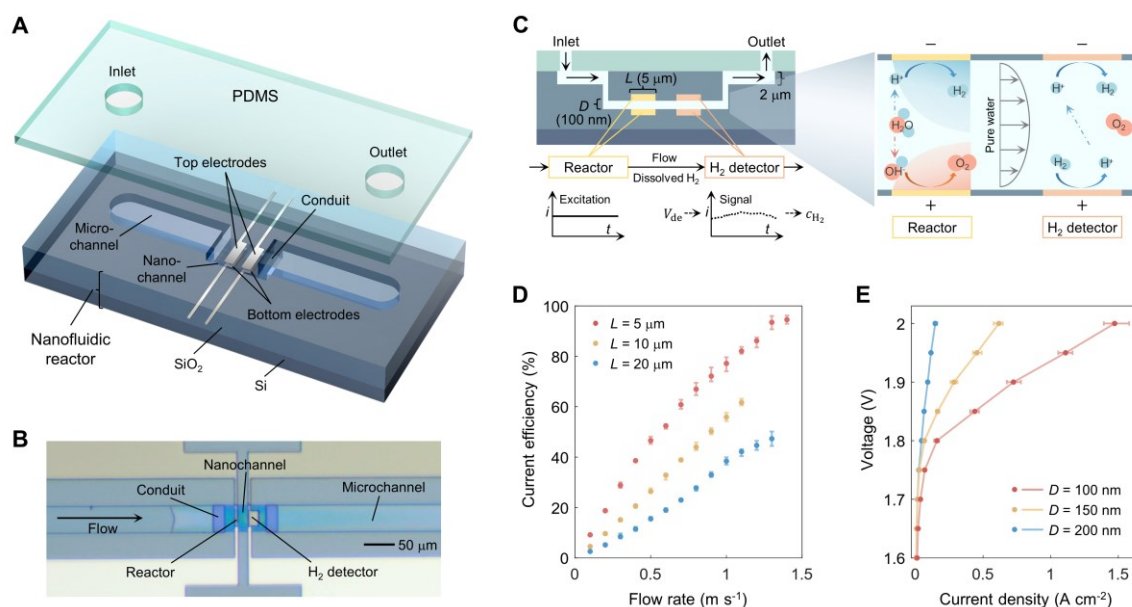 A
Inlet
PDMS
Top electrodes
Outlet
Conduit
Micro-
channel
Nano-
channel
Bottom electrodes
Nanofluidic
reactor
SiO₂
Si
B
Nanochannel
Conduit
Microchannel
Flow
50 μm
Reactor
H₂ detector
C
Inlet
Outlet
L (5 μm)
2 μm
D
(100 nm)
Reactor
Flow
Dissolved H₂
H₂ detector
Excitation
i
t
Signal
V_de
i
c_H₂
t
− −
H⁺
H₂
H⁺
H₂
H₂O
Pure water
O₂
OH⁻
O₂
H₂
H⁺
+ +
Reactor
H₂ detector
D
Current efficiency (%)
100
80
60
40
20
0
L = 5 μm
L = 10 μm
L = 20 μm
0 0.5 1 1.5
Flow rate (m s⁻¹)
E
Voltage (V)
2
1.9
1.8
1.7
1.6
D = 100 nm
D = 150 nm
D = 200 nm
0 0.5 1 1.5
Current density (A cm⁻²)